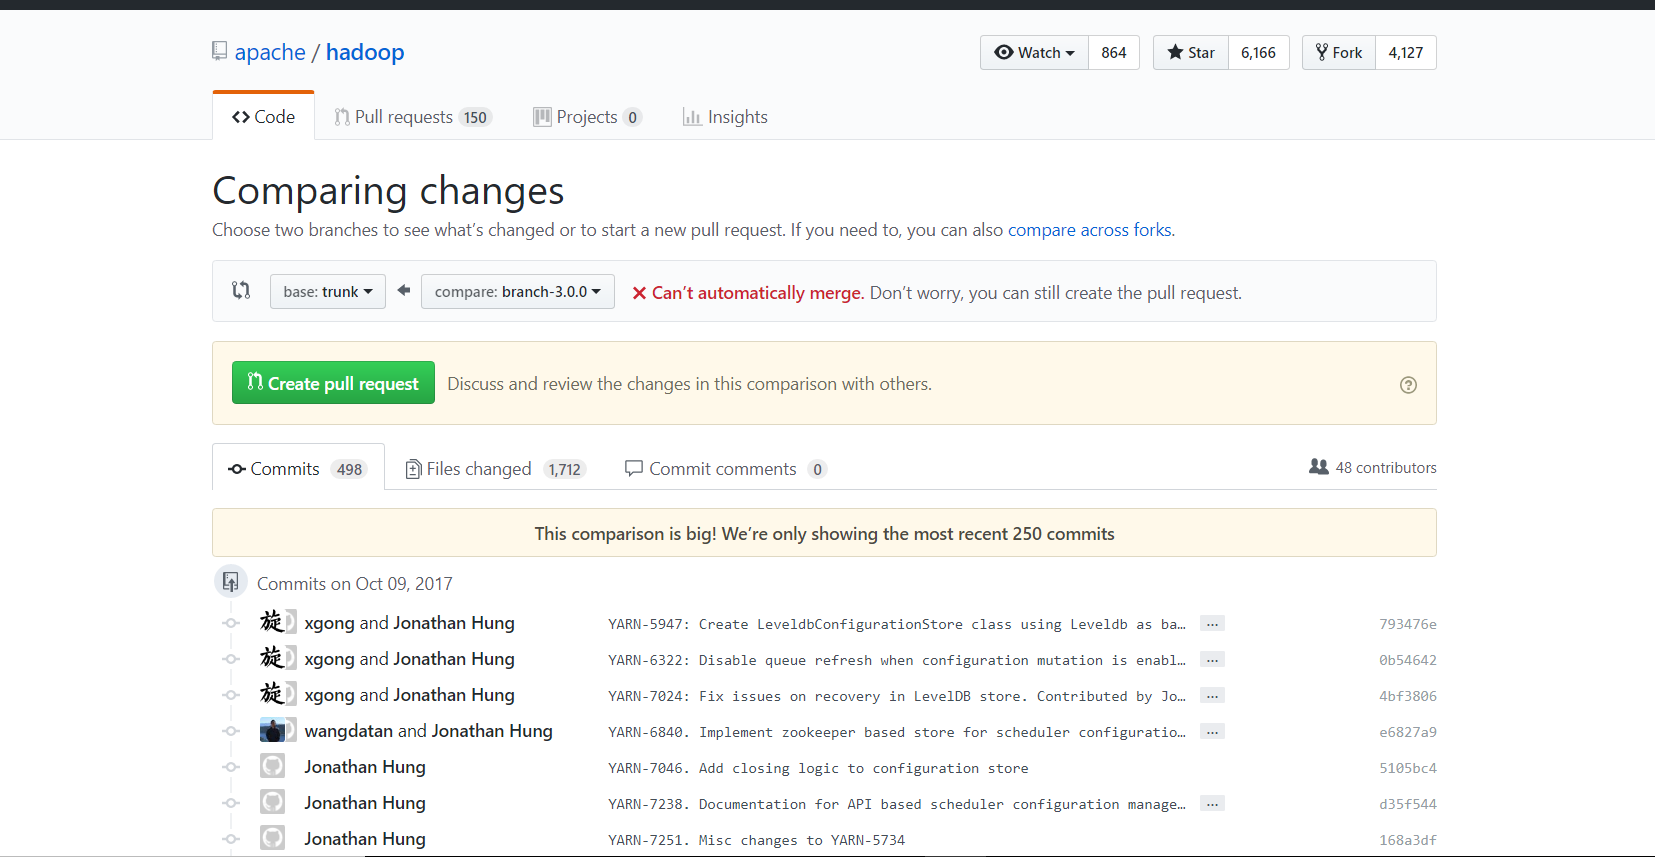 apache / hadoop
Watch 864 Star 6,166 Fork 4,127
Code Pull requests 150 Projects 0 Insights
Comparing changes
Choose two branches to see what’s changed or to start a new pull request. If you need to, you can also compare across forks.
base: trunk compare: branch-3.0.0 Can’t automatically merge. Don’t worry, you can still create the pull request.
Create pull request Discuss and review the changes in this comparison with others.
Commits 498 Files changed 1,712 Commit comments 0 48 contributors
This comparison is big! We’re only showing the most recent 250 commits
Commits on Oct 09, 2017
旋 xgong and Jonathan Hung YARN-5947: Create LeveldbConfigurationStore class using Leveldb as ba… … 793476e
旋 xgong and Jonathan Hung YARN-6322: Disable queue refresh when configuration mutation is enabl… … 0b54642
旋 xgong and Jonathan Hung YARN-7024: Fix issues on recovery in LevelDB store. Contributed by Jo… … 4bf3806
wangdatan and Jonathan Hung YARN-6840. Implement zookeeper based store for scheduler configuratio… … e6827a9
Jonathan Hung YARN-7046. Add closing logic to configuration store 5105bc4
Jonathan Hung YARN-7238. Documentation for API based scheduler configuration manage… … d35f544
Jonathan Hung YARN-7251. Misc changes to YARN-5734 168a3df